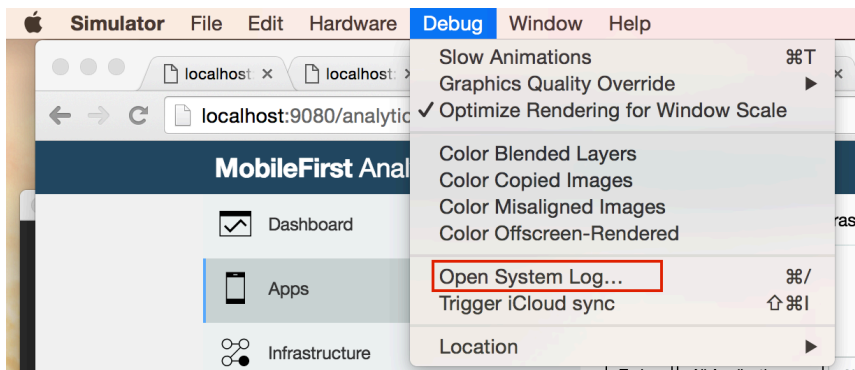 Simulator File Edit Hardware Debug Window Help
localhost: localhost:
localhost:9080/analytic
MobileFirst Anal
Dashboard
Apps
Infrastructure
Slow Animations ⌘T
Graphics Quality Override ▶
✓ Optimize Rendering for Window Scale
Color Blended Layers
Color Copied Images
Color Misaligned Images
Color Offscreen-Rendered
Open System Log... ⌘/
Trigger iCloud sync ⇧⌘I
Location ▶